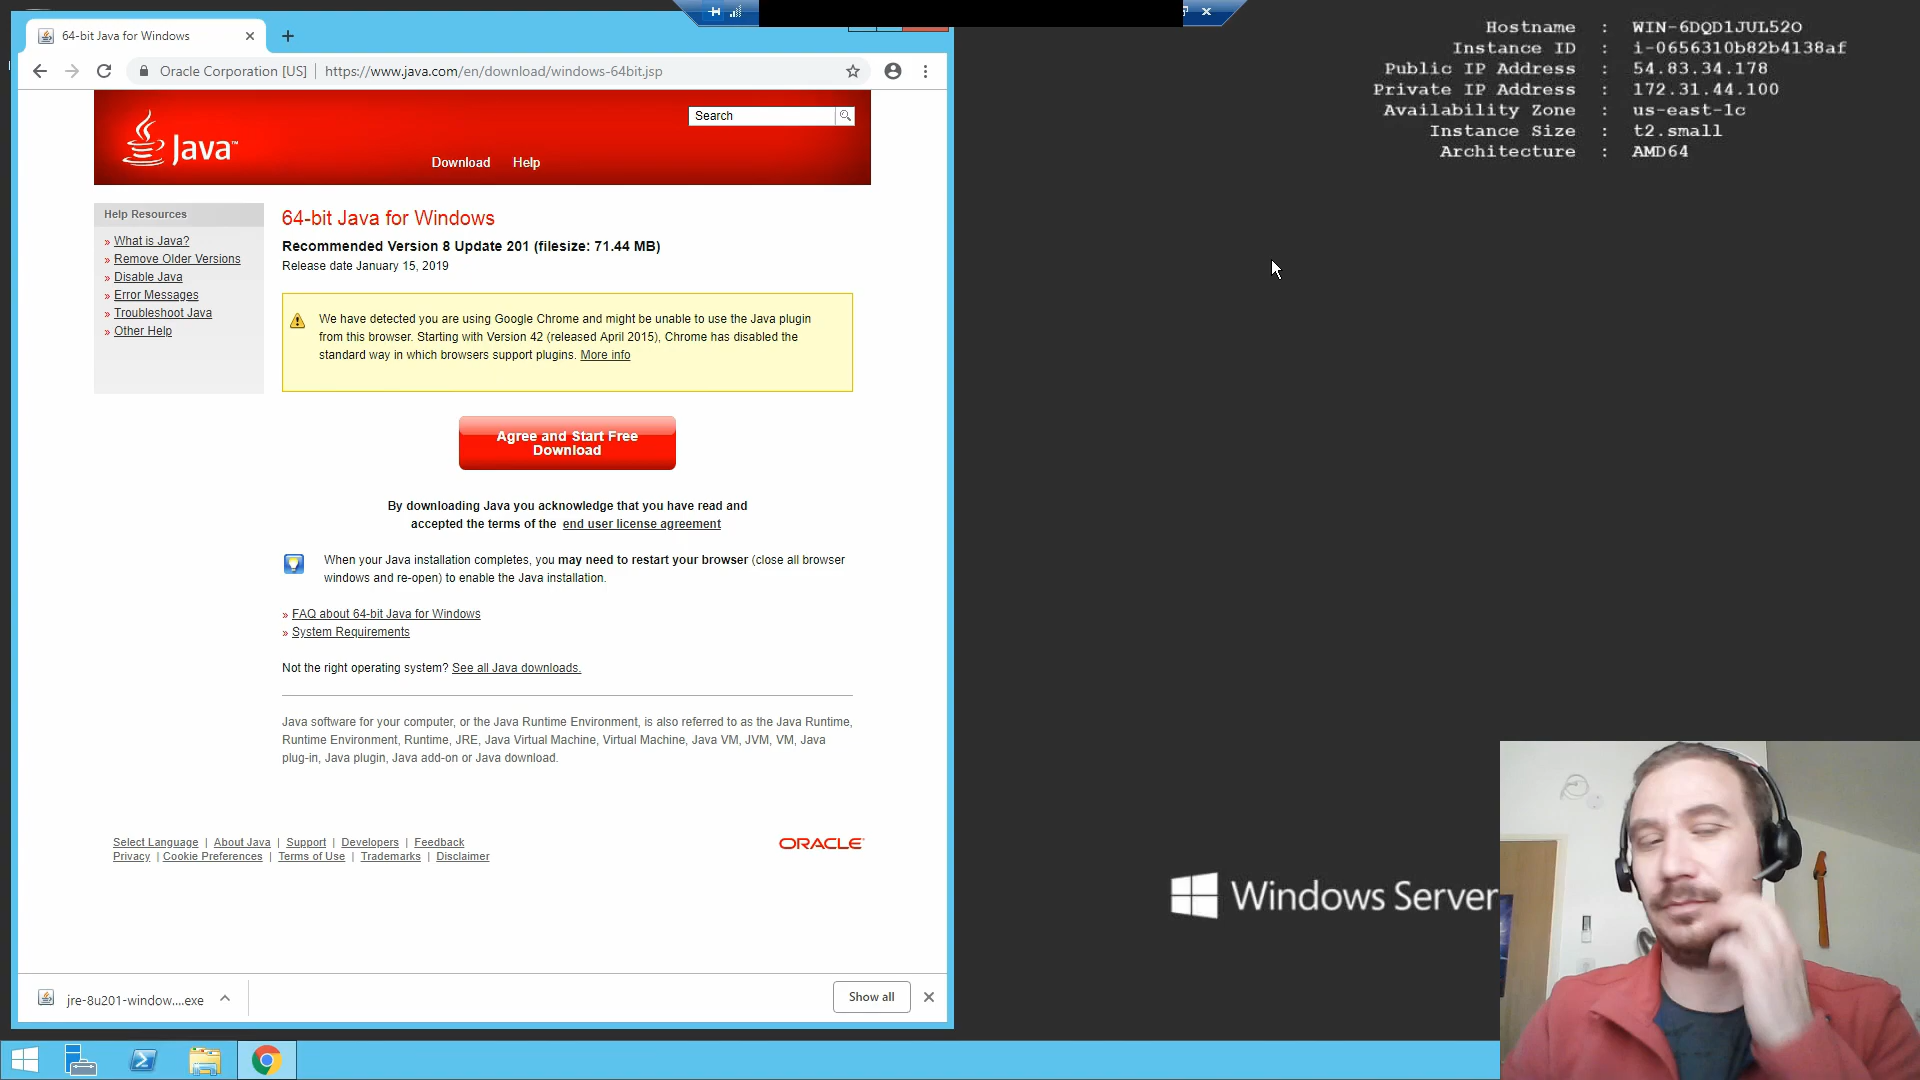 64-bit Java for Windows
Oracle Corporation [US]
https://www.java.com/en/download/windows-64bit.jsp
Hostname : WIN-6DQD1JUL52O
Instance ID : i-0656310b82b4138af
Public IP Address : 54.83.34.178
Private IP Address : 172.31.44.100
Availability Zone : us-east-1c
Instance Size : t2.small
Architecture : AMD64
Java™
Search
Download Help
Help Resources
» What is Java?
» Remove Older Versions
» Disable Java
» Error Messages
» Troubleshoot Java
» Other Help
64-bit Java for Windows
Recommended Version 8 Update 201 (filesize: 71.44 MB)
Release date January 15, 2019
We have detected you are using Google Chrome and might be unable to use the Java plugin
from this browser. Starting with Version 42 (released April 2015), Chrome has disabled the
standard way in which browsers support plugins. More info
Agree and Start Free
Download
By downloading Java you acknowledge that you have read and
accepted the terms of the end user license agreement
When your Java installation completes, you may need to restart your browser (close all browser
windows and re-open) to enable the Java installation.
» FAQ about 64-bit Java for Windows
» System Requirements
Not the right operating system? See all Java downloads.
Java software for your computer, or the Java Runtime Environment, is also referred to as the Java Runtime,
Runtime Environment, Runtime, JRE, Java Virtual Machine, Virtual Machine, Java VM, JVM, VM, Java
plug-in, Java plugin, Java add-on or Java download.
Select Language | About Java | Support | Developers | Feedback
Privacy | Cookie Preferences | Terms of Use | Trademarks | Disclaimer
ORACLE
Windows Server
jre-8u201-window....exe
Show all